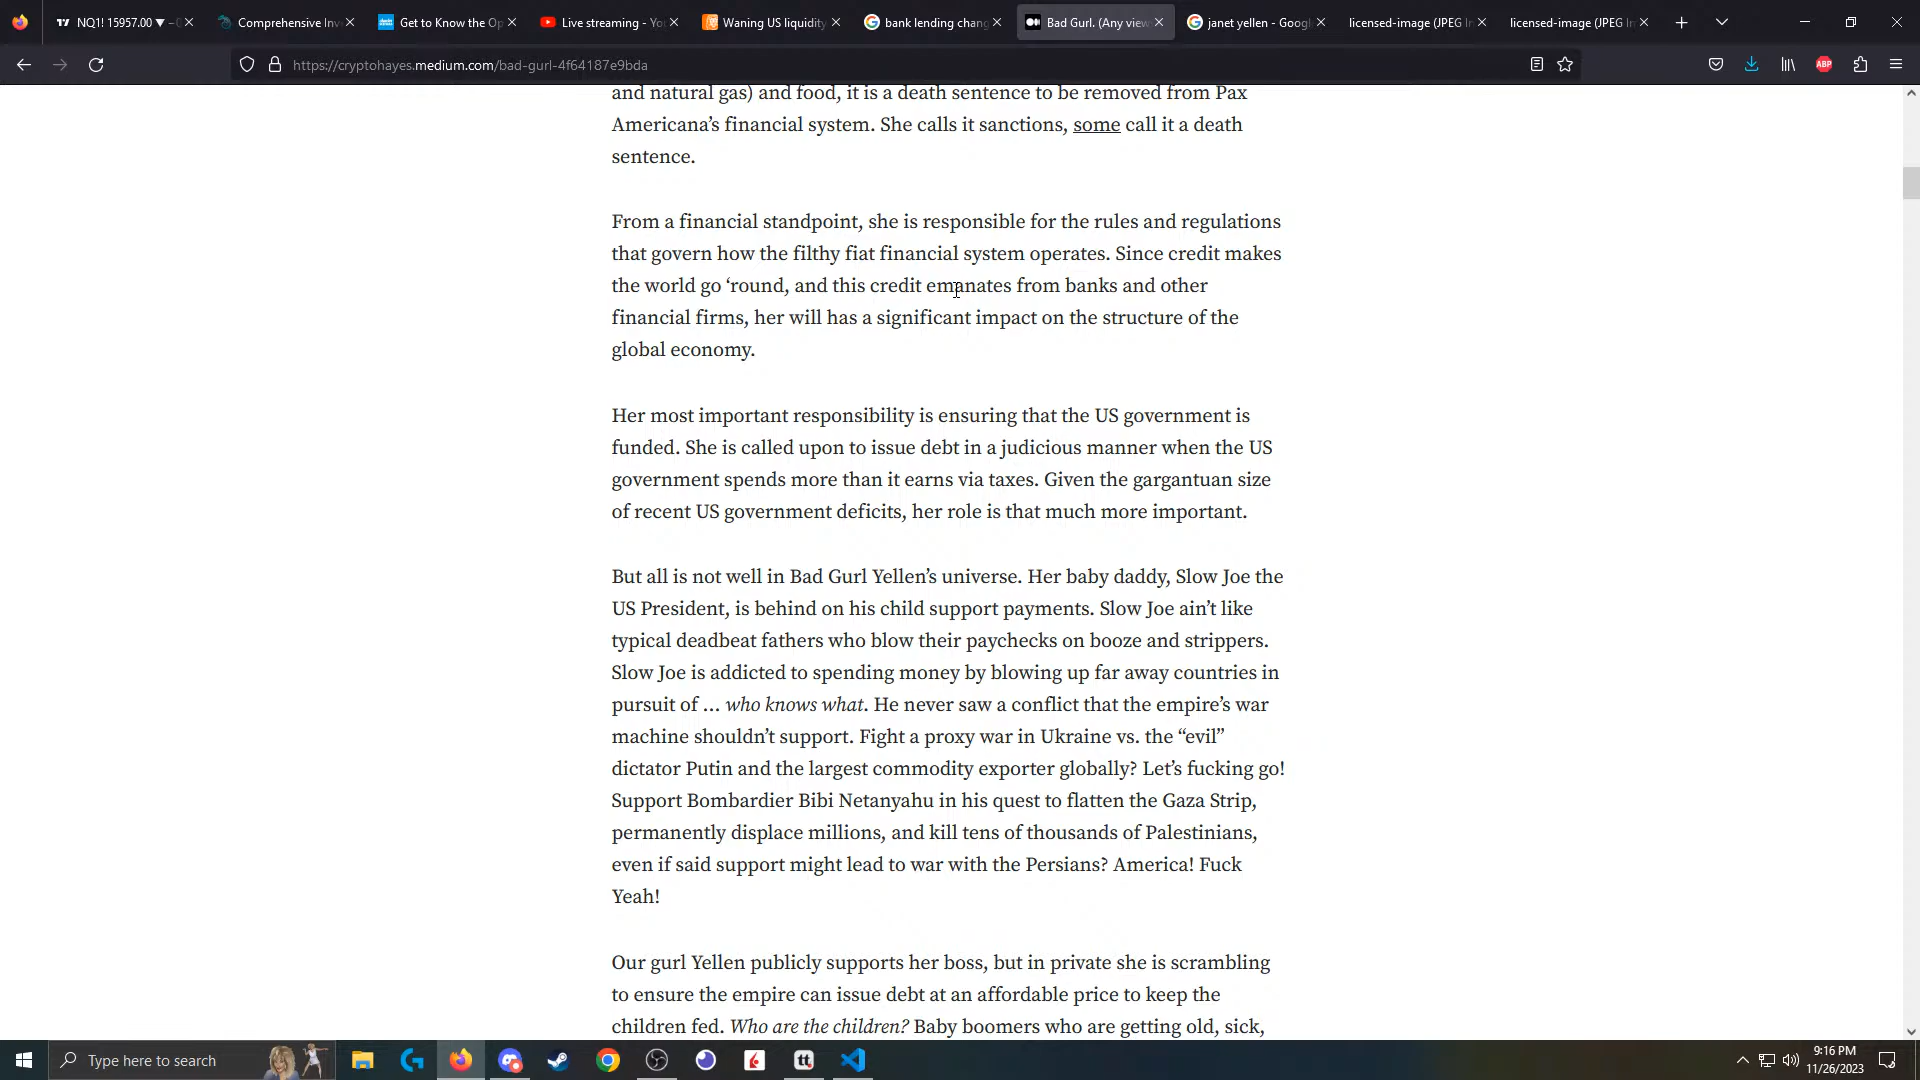 NQ1! 15957.00 ▼
Comprehensive Inv
Get to Know the Op
Live streaming - Yo
Waning US liquidity
bank lending chang
Bad Gurl. (Any view
janet yellen - Googl
licensed-image (JPEG I
licensed-image (JPEG I
https://cryptohayes.medium.com/bad-gurl-4f64187e9bda
ABP
and natural gas) and food, it is a death sentence to be removed from Pax
Americana’s financial system. She calls it sanctions, some call it a death
sentence.
From a financial standpoint, she is responsible for the rules and regulations
that govern how the filthy fiat financial system operates. Since credit makes
the world go ‘round, and this credit emanates from banks and other
financial firms, her will has a significant impact on the structure of the
global economy.
Her most important responsibility is ensuring that the US government is
funded. She is called upon to issue debt in a judicious manner when the US
government spends more than it earns via taxes. Given the gargantuan size
of recent US government deficits, her role is that much more important.
But all is not well in Bad Gurl Yellen’s universe. Her baby daddy, Slow Joe the
US President, is behind on his child support payments. Slow Joe ain’t like
typical deadbeat fathers who blow their paychecks on booze and strippers.
Slow Joe is addicted to spending money by blowing up far away countries in
pursuit of … who knows what. He never saw a conflict that the empire’s war
machine shouldn’t support. Fight a proxy war in Ukraine vs. the “evil”
dictator Putin and the largest commodity exporter globally? Let’s fucking go!
Support Bombardier Bibi Netanyahu in his quest to flatten the Gaza Strip,
permanently displace millions, and kill tens of thousands of Palestinians,
even if said support might lead to war with the Persians? America! Fuck
Yeah!
Our gurl Yellen publicly supports her boss, but in private she is scrambling
to ensure the empire can issue debt at an affordable price to keep the
children fed. Who are the children? Baby boomers who are getting old, sick,
Type here to search
tt
9:16 PM
11/26/2023